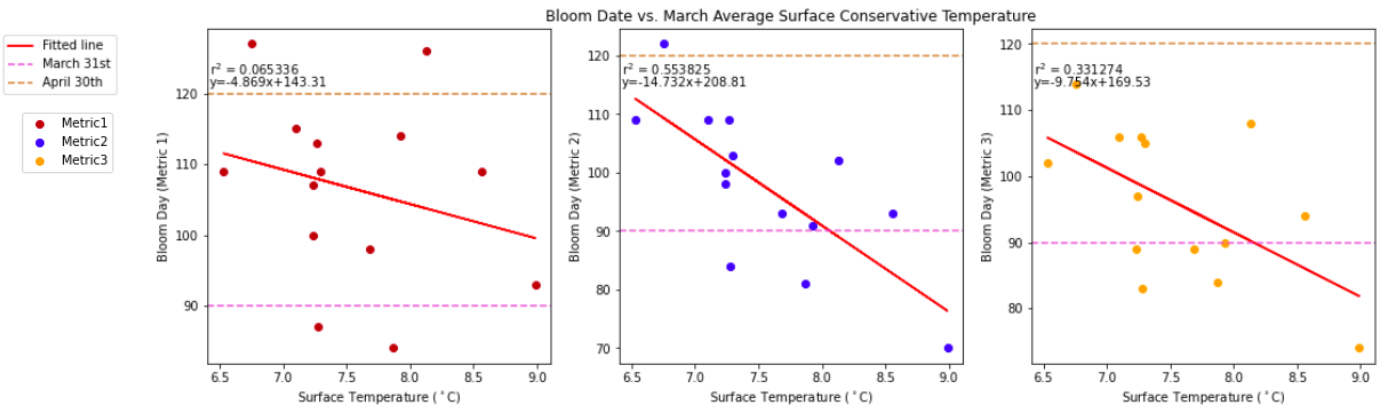 Bloom Date vs. March Average Surface Conservative Temperature
Fitted line
March 31st
April 30th
Metric1
Metric2
Metric3
Bloom Day (Metric 1)
120
110
100
90
r² = 0.065336
y=-4.869x+143.31
6.5 7.0 7.5 8.0 8.5 9.0
Surface Temperature (˚C)
Bloom Day (Metric 2)
120
110
100
90
80
70
r² = 0.553825
y=-14.732x+208.81
6.5 7.0 7.5 8.0 8.5 9.0
Surface Temperature (˚C)
Bloom Day (Metric 3)
120
110
100
90
80
r² = 0.331274
y=-9.754x+169.53
6.5 7.0 7.5 8.0 8.5 9.0
Surface Temperature (˚C)